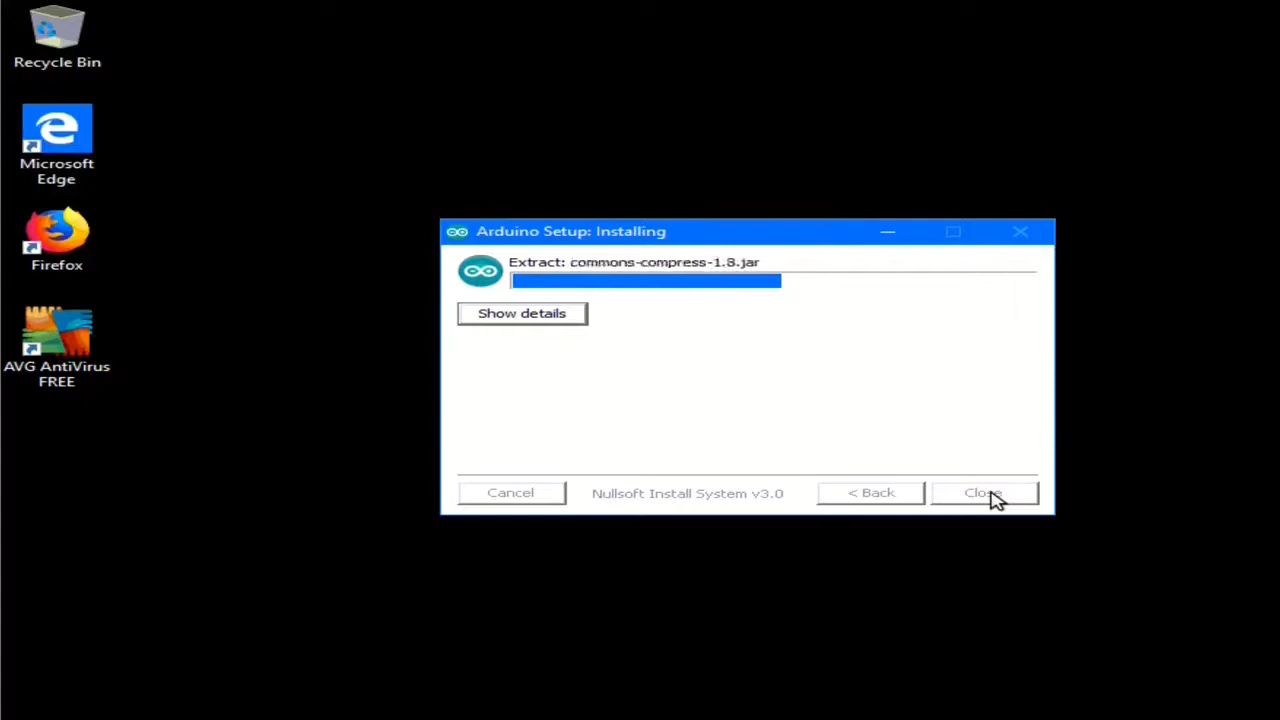 Recycle Bin
Microsoft
Edge
Firefox
AVG AntiVirus
FREE
Arduino Setup: Installing
Extract: commons-compress-1.8.jar
Show details
Cancel
Nullsoft Install System v3.0
< Back
Close